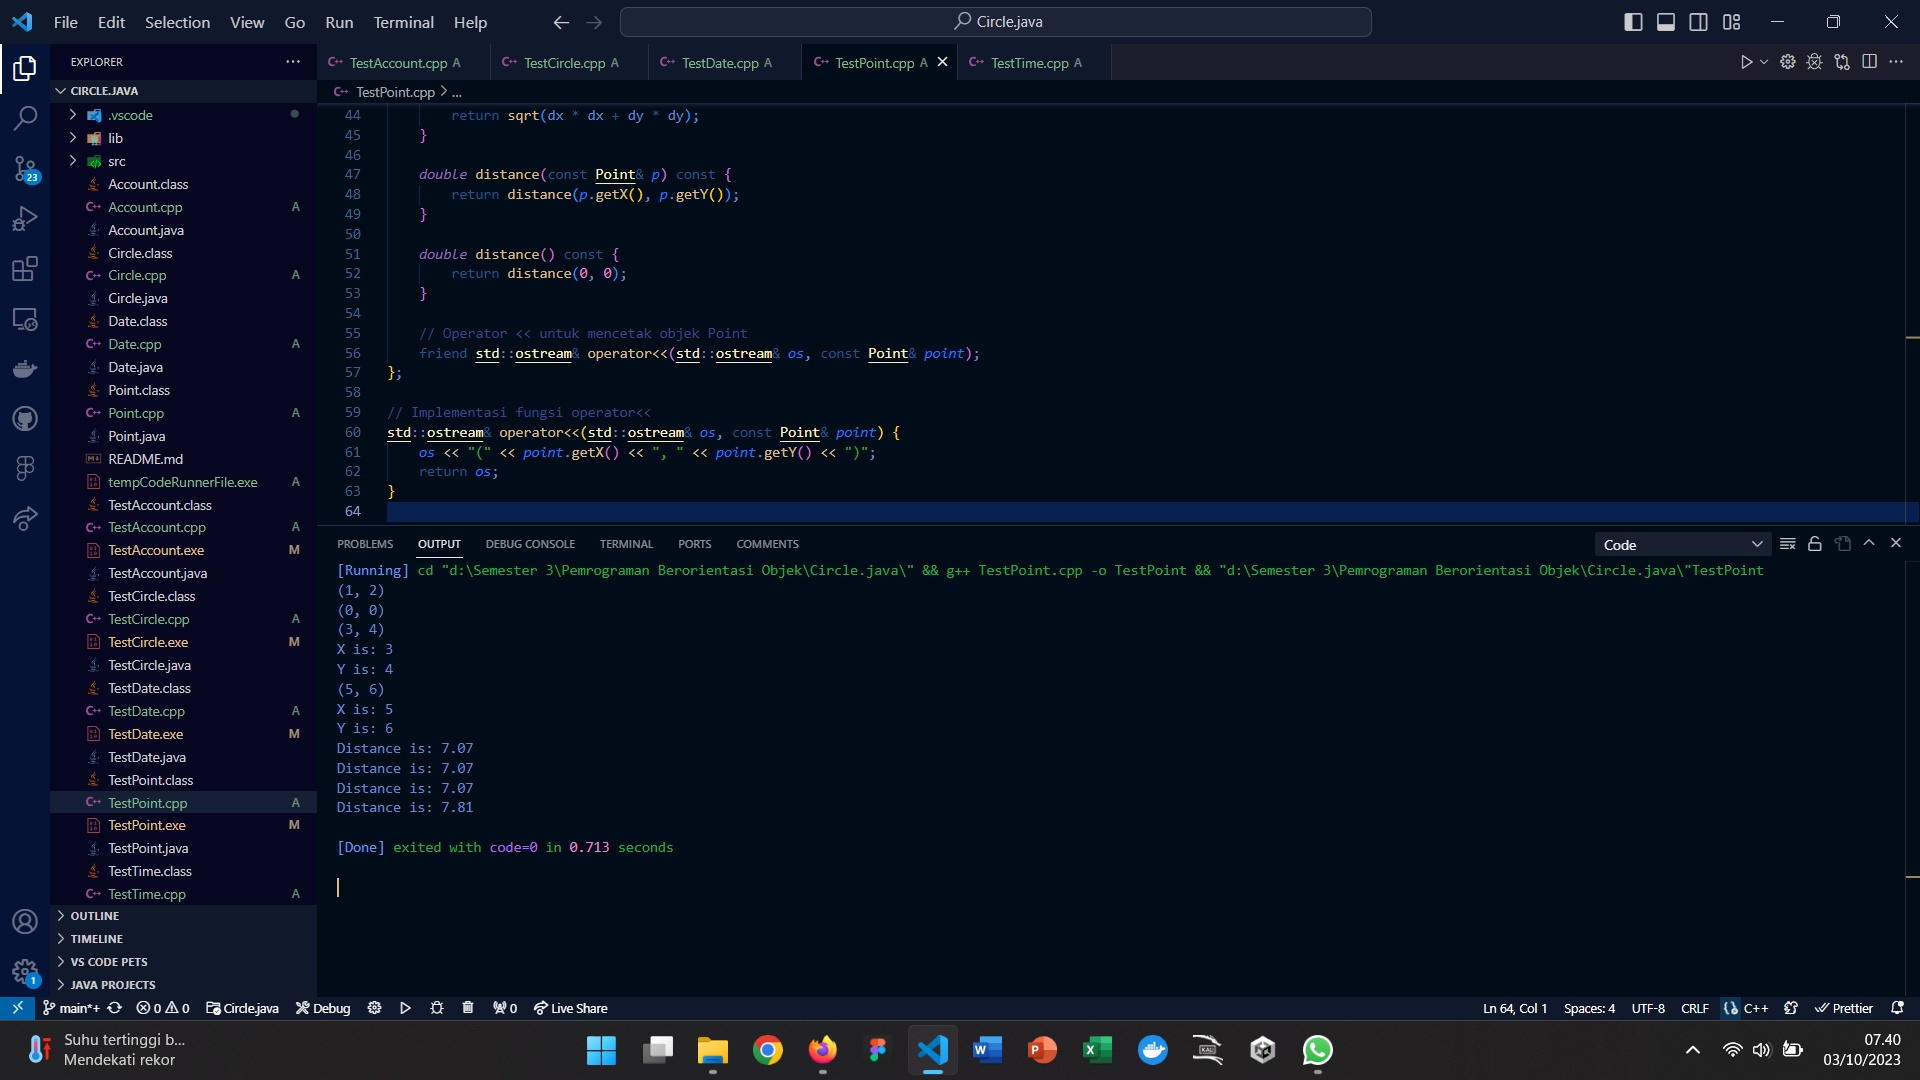 File Edit Selection View Go Run Terminal Help
Circle.java
EXPLORER
CIRCLE.JAVA
.vscode
lib
src
Account.class
Account.cpp A
Account.java
Circle.class
Circle.cpp A
Circle.java
Date.class
Date.cpp A
Date.java
Point.class
Point.cpp A
Point.java
README.md
tempCodeRunnerFile.exe A
TestAccount.class
TestAccount.cpp A
TestAccount.exe M
TestAccount.java
TestCircle.class
TestCircle.cpp A
TestCircle.exe M
TestCircle.java
TestDate.class
TestDate.cpp A
TestDate.exe M
TestDate.java
TestPoint.class
TestPoint.cpp A
TestPoint.exe M
TestPoint.java
TestTime.class
TestTime.cpp A
OUTLINE
TIMELINE
VS CODE PETS
JAVA PROJECTS
23
1
TestAccount.cpp A TestCircle.cpp A TestDate.cpp A TestPoint.cpp A TestTime.cpp A
TestPoint.cpp > ...
44 return sqrt(dx * dx + dy * dy);
45 }
46
47 double distance(const Point& p) const {
48 return distance(p.getX(), p.getY());
49 }
50
51 double distance() const {
52 return distance(0, 0);
53 }
54
55 // Operator << untuk mencetak objek Point
56 friend std::ostream& operator<<(std::ostream& os, const Point& point);
57 };
58
59 // Implementasi fungsi operator<<
60 std::ostream& operator<<(std::ostream& os, const Point& point) {
61 os << "(" << point.getX() << ", " << point.getY() << ")";
62 return os;
63 }
64
PROBLEMS OUTPUT DEBUG CONSOLE TERMINAL PORTS COMMENTS
Code
[Running] cd "d:\Semester 3\Pemrograman Berorientasi Objek\Circle.java\" && g++ TestPoint.cpp -o TestPoint && "d:\Semester 3\Pemrograman Berorientasi Objek\Circle.java\"TestPoint
(1, 2)
(0, 0)
(3, 4)
X is: 3
Y is: 4
(5, 6)
X is: 5
Y is: 6
Distance is: 7.07
Distance is: 7.07
Distance is: 7.07
Distance is: 7.81
[Done] exited with code=0 in 0.713 seconds
main*+ 0 0 Circle.java Debug 0 Live Share
Ln 64, Col 1 Spaces: 4 UTF-8 CRLF C++ Prettier
Suhu tertinggi b...
Mendekati rekor
07.40
03/10/2023